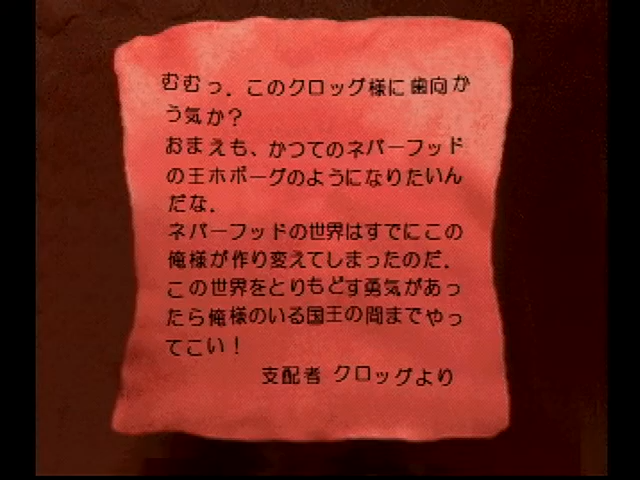 むむっ．このクロッグ様に歯向か
う気か？
おまえも、かつてのネバーフッド
の王ホボーグのようになりたいん
だな．
ネバーフッドの世界はすでにこの
俺様が作り変えてしまったのだ．
この世界をとりもどす勇気があっ
たら俺様のいる国王の間までやっ
てこい！
支配者 クロッグより